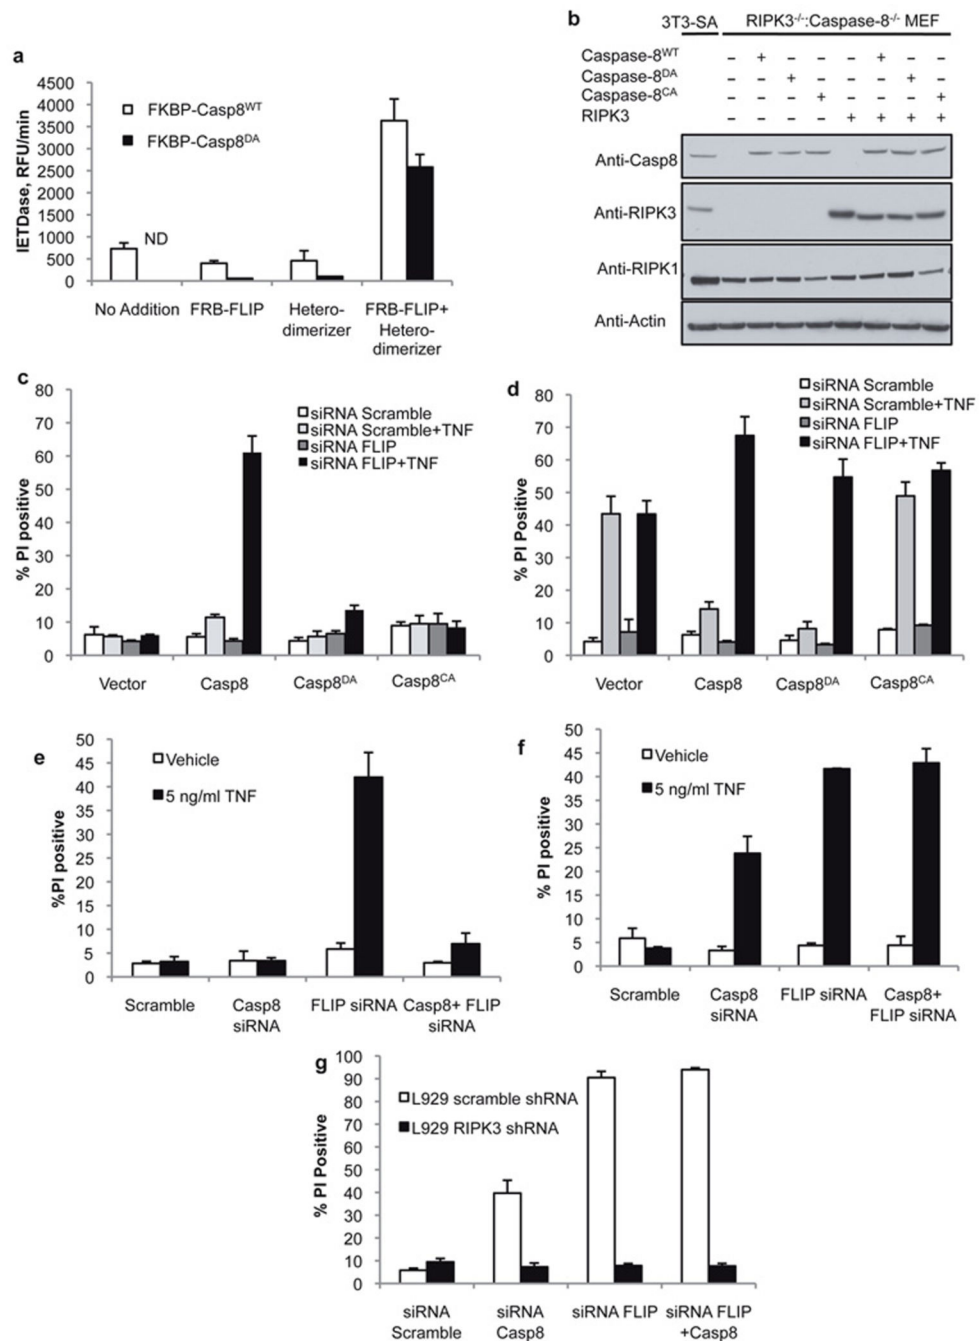 a
4500
4000
3500
3000
2500
2000
1500
1000
500
0
IETDase, RFU/min
FKBP-Casp8WT
FKBP-Casp8DA
ND
No Addition FRB-FLIP Hetero- FRB-FLIP+
dimerizer Hetero-
dimerizer
b
3T3-SA RIPK3-/-:Caspase-8-/- MEF
Caspase-8WT - + - - - + - -
Caspase-8DA - - + - - - + -
Caspase-8CA - - - + - - - +
RIPK3 - - - - + + + +
Anti-Casp8
Anti-RIPK3
Anti-RIPK1
Anti-Actin
c
80
70
60
50
40
30
20
10
0
% PI positive
siRNA Scramble
siRNA Scramble+TNF
siRNA FLIP
siRNA FLIP+TNF
Vector Casp8 Casp8DA Casp8CA
d
80
70
60
50
40
30
20
10
0
% PI Positive
siRNA Scramble
siRNA Scramble+TNF
siRNA FLIP
siRNA FLIP+TNF
Vector Casp8 Casp8DA Casp8CA
e
50
45
40
35
30
25
20
15
10
5
0
%PI positive
Vehicle
5 ng/ml TNF
Scramble Casp8 FLIP siRNA Casp8+ FLIP
siRNA siRNA
f
50
45
40
35
30
25
20
15
10
5
0
% PI positive
Vehicle
5 ng/ml TNF
Scramble Casp8 FLIP siRNA Casp8+
siRNA FLIP siRNA
g
100
90
80
70
60
50
40
30
20
10
0
% PI Positive
L929 scramble shRNA
L929 RIPK3 shRNA
siRNA siRNA siRNA FLIP siRNA FLIP
Scramble Casp8 +Casp8